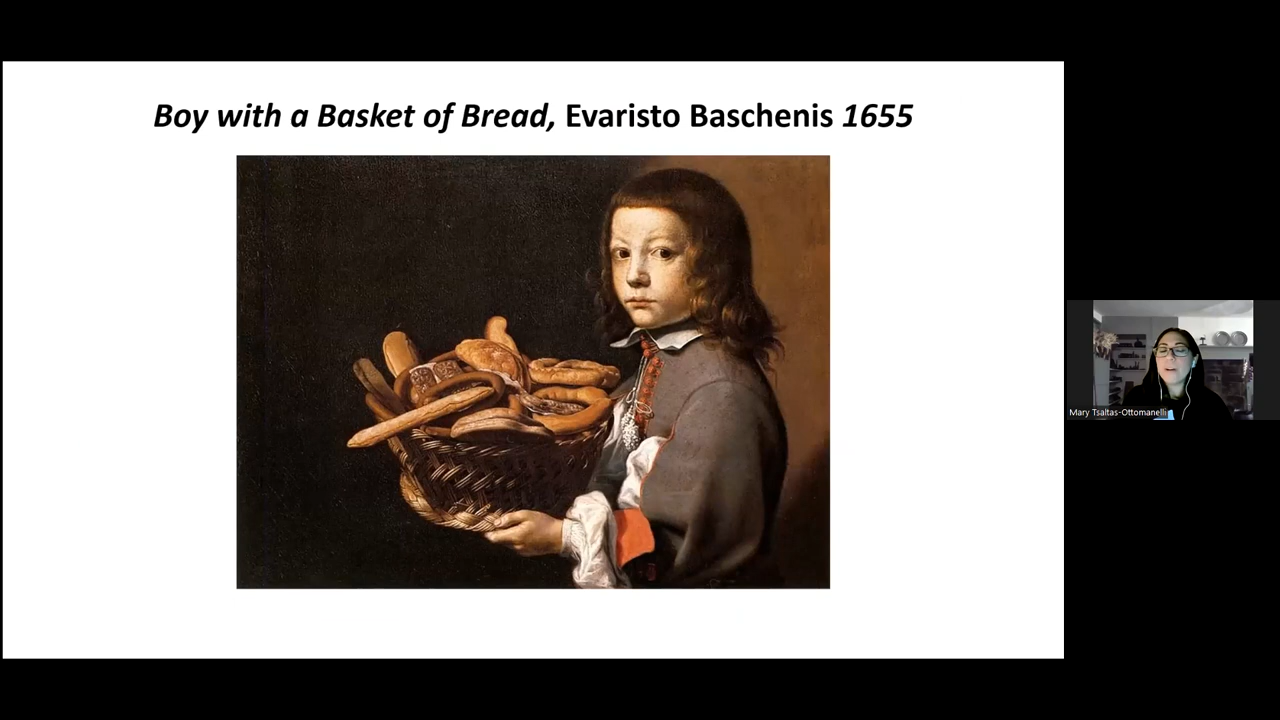 Boy with a Basket of Bread, Evaristo Baschenis 1655
Mary Tsaltas-Ottomanelli